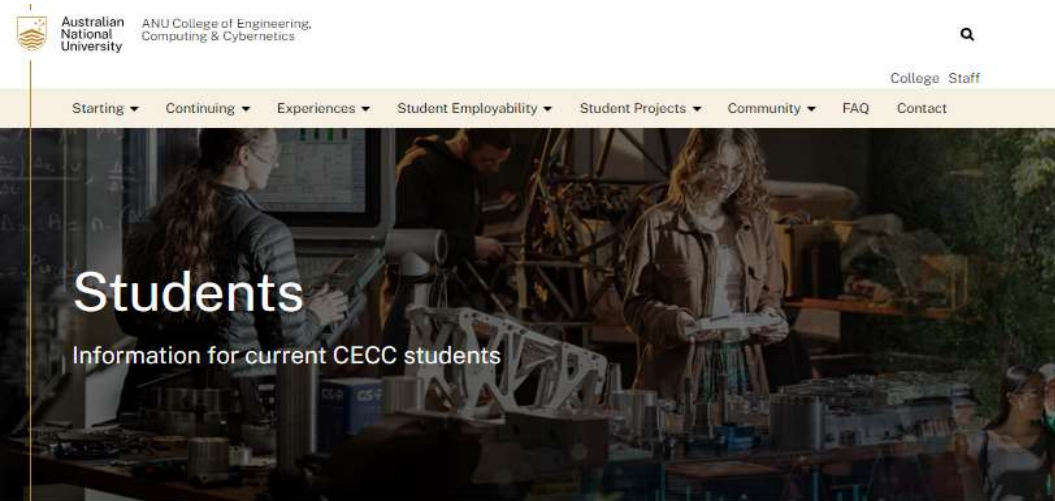 Australian
National
University
ANU College of Engineering,
Computing & Cybernetics
College Staff
Starting Continuing Experiences Student Employability Student Projects Community FAQ Contact
Students
Information for current CECC students